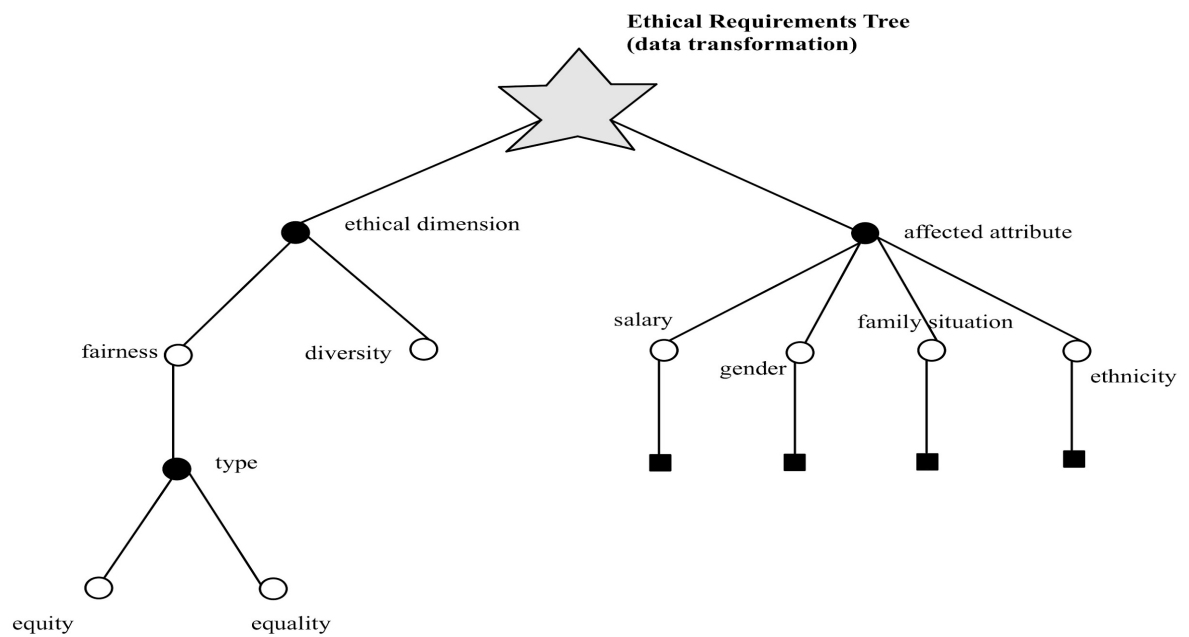 Ethical Requirements Tree
(data transformation)
ethical dimension
affected attribute
salary
family situation
fairness
diversity
gender
ethnicity
type
equity
equality